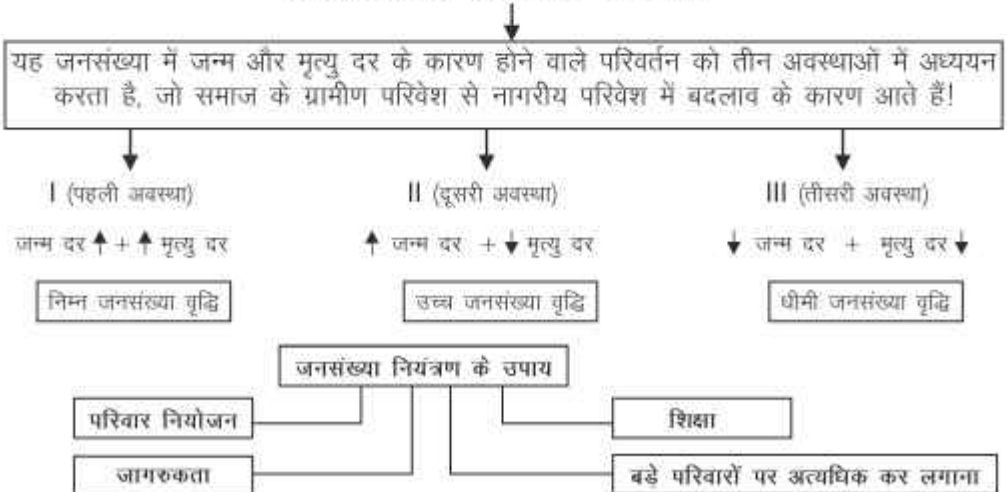 यह जनसंख्या में जन्म और मृत्यु दर के कारण होने वाले परिवर्तन को तीन अवस्थाओं में अध्ययन
करता है, जो समाज के ग्रामीण परिवेश से नागरीय परिवेश में बदलाव के कारण आते हैं!
I (पहली अवस्था) II (दूसरी अवस्था) III (तीसरी अवस्था)
जन्म दर ↑ + ↑ मृत्यु दर ↑ जन्म दर + ↓ मृत्यु दर ↓ जन्म दर + मृत्यु दर ↓
निम्न जनसंख्या वृद्धि उच्च जनसंख्या वृद्धि धीमी जनसंख्या वृद्धि
जनसंख्या नियंत्रण के उपाय
परिवार नियोजन शिक्षा
जागरुकता बड़े परिवारों पर अत्यधिक कर लगाना